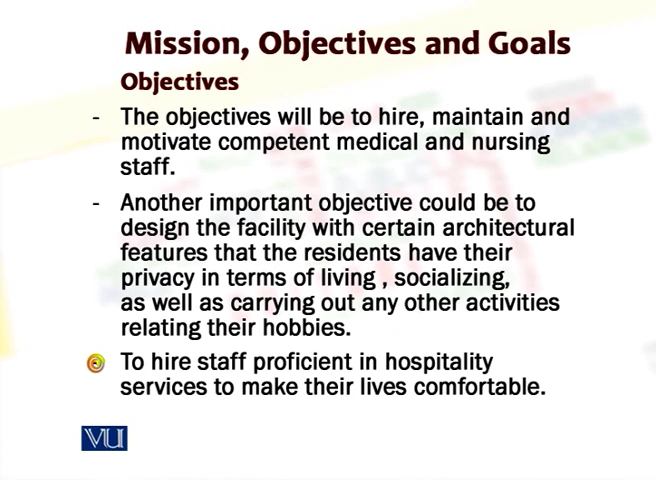 Mission, Objectives and Goals
Objectives
- The objectives will be to hire, maintain and
motivate competent medical and nursing
staff.
- Another important objective could be to
design the facility with certain architectural
features that the residents have their
privacy in terms of living , socializing,
as well as carrying out any other activities
relating their hobbies.
To hire staff proficient in hospitality
services to make their lives comfortable.
VU